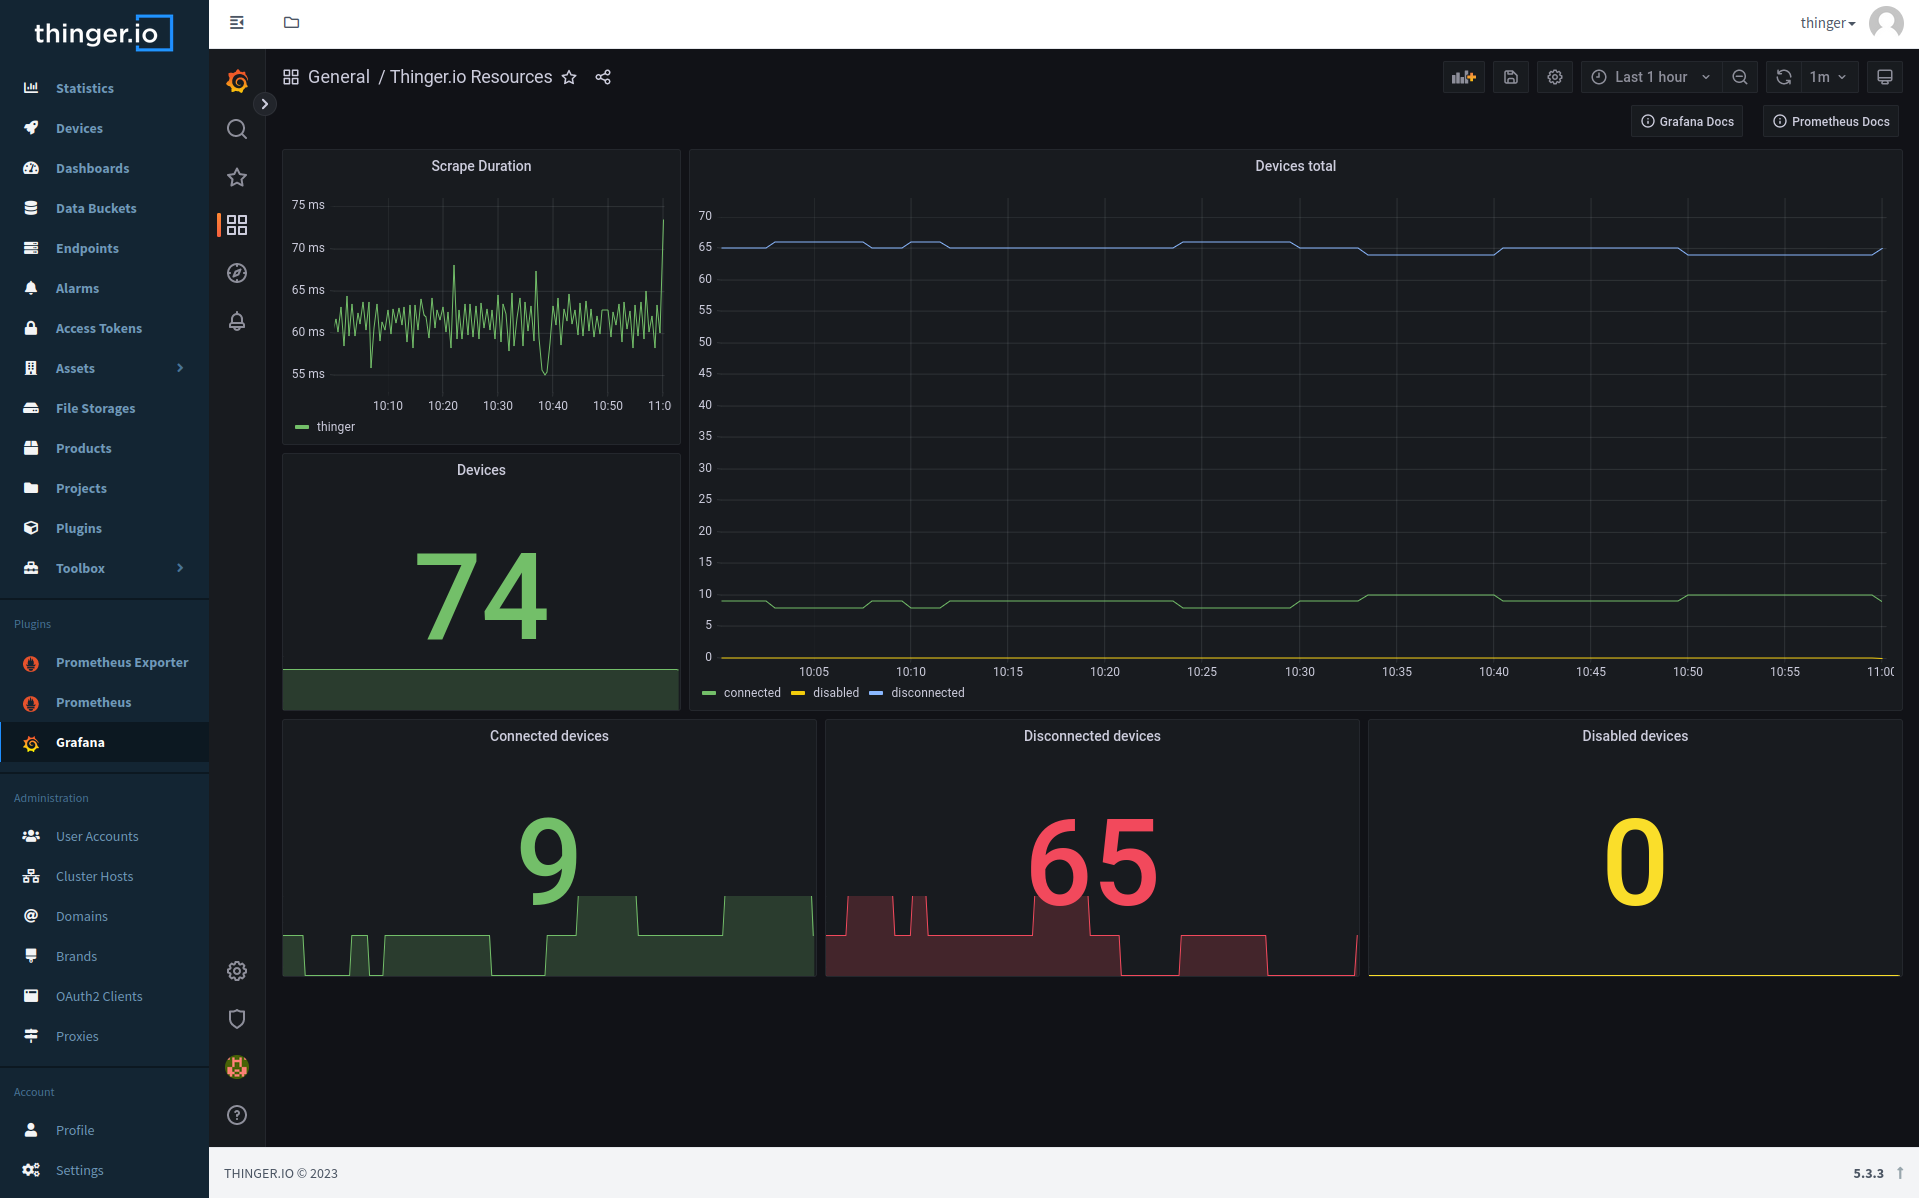 thinger.io
Statistics
Devices
Dashboards
Data Buckets
Endpoints
Alarms
Access Tokens
Assets
File Storages
Products
Projects
Plugins
Toolbox
Plugins
Prometheus Exporter
Prometheus
Grafana
Administration
User Accounts
Cluster Hosts
Domains
Brands
OAuth2 Clients
Proxies
Account
Profile
Settings
thinger
General / Thinger.io Resources
Last 1 hour
1m
Grafana Docs
Prometheus Docs
Scrape Duration
75 ms
70 ms
65 ms
60 ms
55 ms
10:10 10:20 10:30 10:40 10:50 11:0
thinger
Devices total
70
65
60
55
50
45
40
35
30
25
20
15
10
5
0
10:05 10:10 10:15 10:20 10:25 10:30 10:35 10:40 10:45 10:50 10:55 11:00
connected disabled disconnected
Devices
74
Connected devices
9
Disconnected devices
65
Disabled devices
0
THINGER.IO © 2023
5.3.3